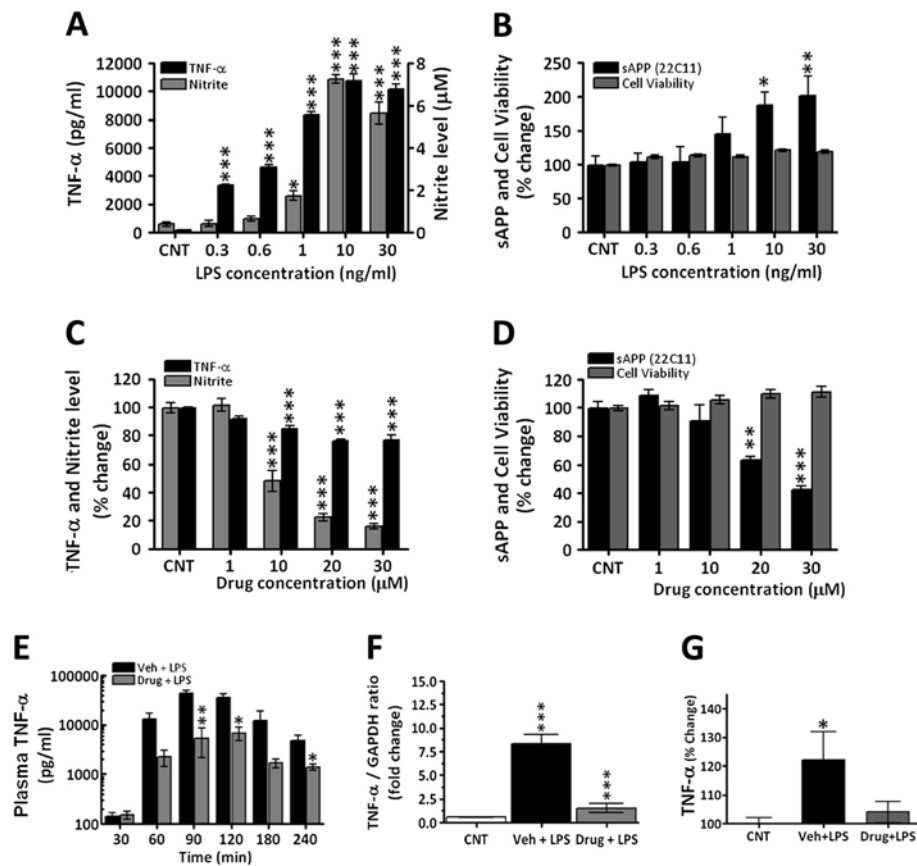 A
TNF-α
Nitrite
TNF-α (pg/ml)
12000
10000
8000
6000
4000
2000
0
***
***
*
***
***
***
***
***
8
6
4
2
0
Nitrite level (μM)
CNT 0.3 0.6 1 10 30
LPS concentration (ng/ml)
B
sAPP (22C11)
Cell Viability
sAPP and Cell Viability
(% change)
250
200
150
100
50
0
*
**
CNT 0.3 0.6 1 10 30
LPS concentration (ng/ml)
C
TNF-α
Nitrite
TNF-α and Nitrite level
(% change)
120
100
80
60
40
20
0
***
***
***
***
***
***
CNT 1 10 20 30
Drug concentration (μM)
D
sAPP (22C11)
Cell Viability
sAPP and Cell Viability
(% change)
120
100
80
60
40
20
0
**
***
CNT 1 10 20 30
Drug concentration (μM)
E
Veh + LPS
Drug + LPS
Plasma TNF-α
(pg/ml)
100000
10000
1000
100
**
*
*
30 60 90 120 180 240
Time (min)
F
TNF-α / GAPDH ratio
(fold change)
10.0
7.5
5.0
2.5
0.0
***
***
CNT Veh + LPS Drug + LPS
G
TNF-α (% Change)
140
130
120
110
100
*
CNT Veh+LPS Drug+LPS